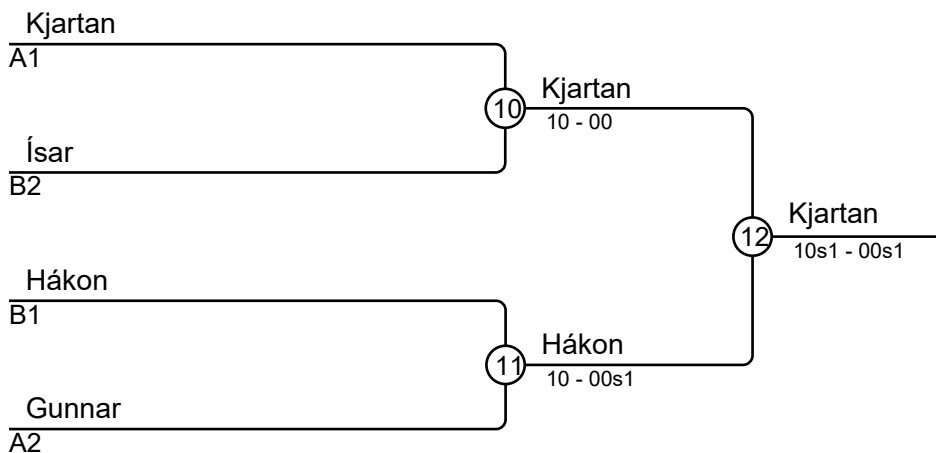 Kjartan
A1
10
Kjartan
10 - 00
Ísar
B2
12
Kjartan
10s1 - 00s1
Hákon
B1
11
Hákon
10 - 00s1
Gunnar
A2